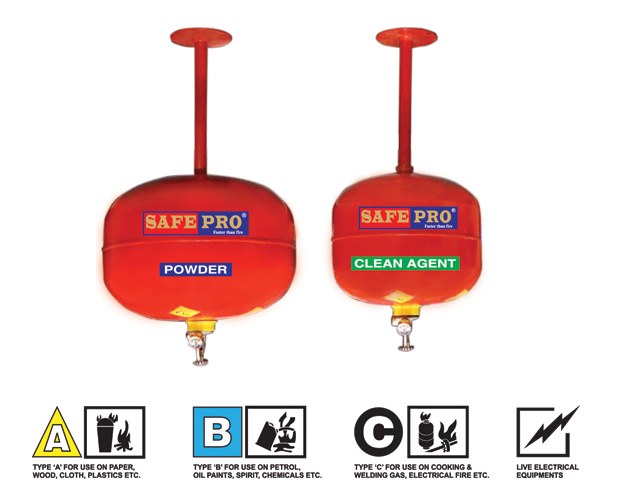 SAFE PRO®
Faster than fire
POWDER
SAFE PRO®
Faster than fire
CLEAN AGENT
A
TYPE ‘A’ FOR USE ON PAPER,
WOOD, CLOTH, PLASTICS ETC.
B
TYPE ‘B’ FOR USE ON PETROL,
OIL PAINTS, SPIRIT, CHEMICALS ETC.
C
TYPE ‘C’ FOR USE ON COOKING &
WELDING GAS, ELECTRICAL FIRE ETC.
LIVE ELECTRICAL
EQUIPMENTS